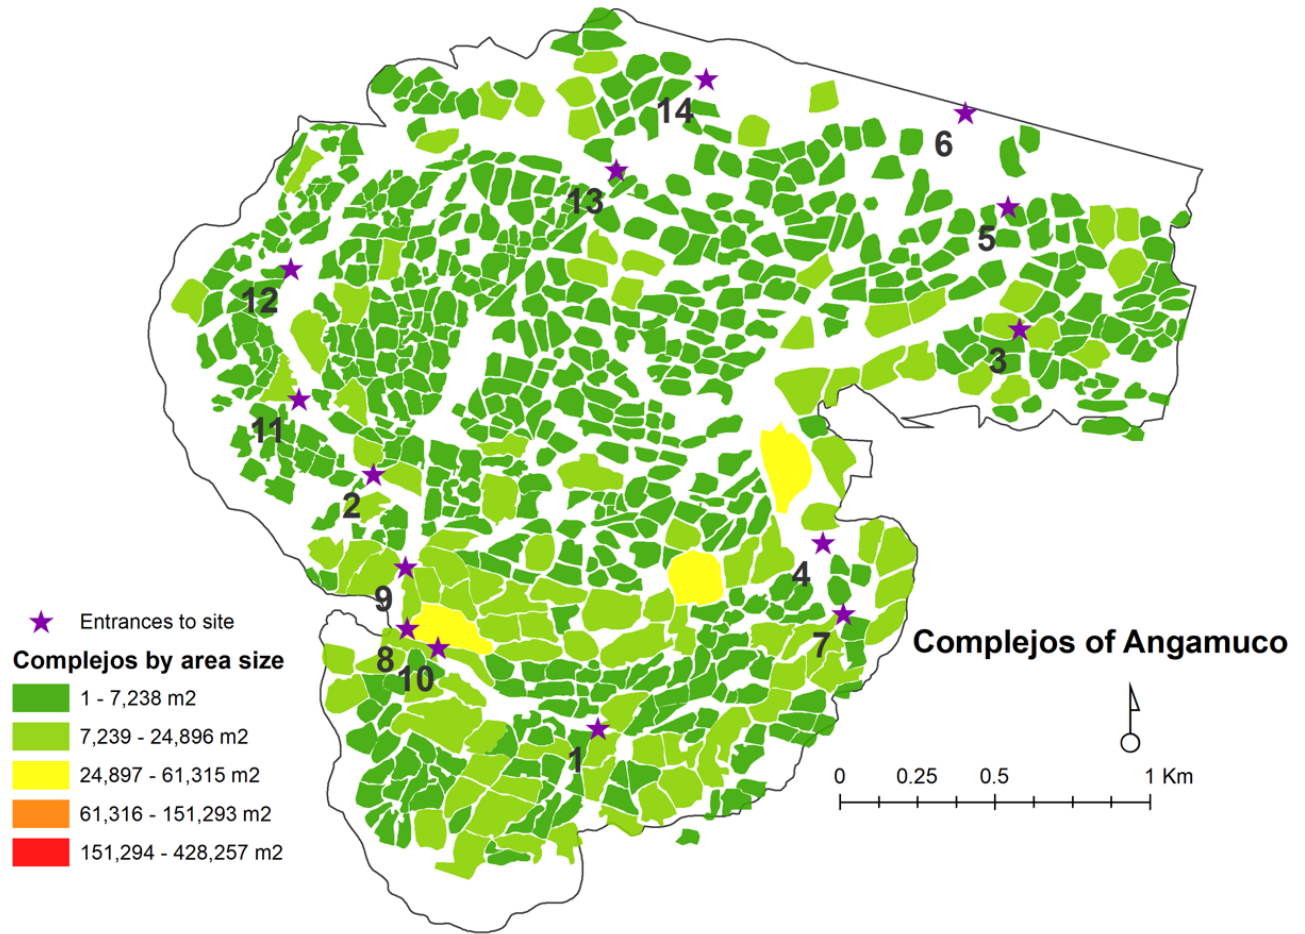 14
6
13
5
12
3
11
2
4
9
7
8
10
1
Entrances to site
Complejos by area size
1 - 7,238 m2
7,239 - 24,896 m2
24,897 - 61,315 m2
61,316 - 151,293 m2
151,294 - 428,257 m2
Complejos of Angamuco
0 0.25 0.5 1 Km